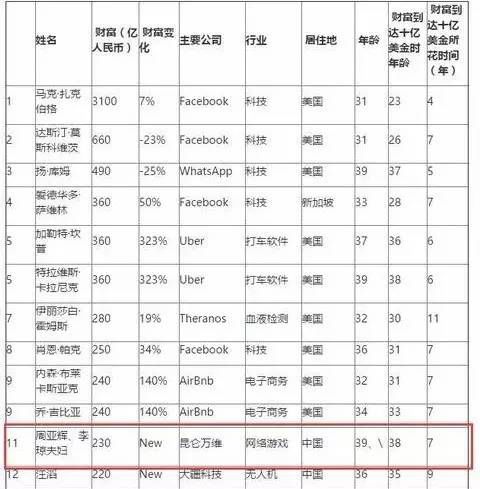 姓名 财富（亿人民币） 财富变化 主要公司 行业 居住地 年龄 财富到达十亿美金时年龄 财富到达十亿美金所花时间（年）
1 马克·扎克伯格 3100 7% Facebook 科技 美国 31 23 4
2 达斯汀·莫斯科维茨 660 -23% Facebook 科技 美国 31 26 7
3 扬·库姆 490 -25% WhatsApp 科技 美国 39 37 5
4 爱德华多·萨维林 360 50% Facebook 科技 新加坡 33 28 7
5 加勒特·坎普 360 323% Uber 打车软件 美国 37 36 6
5 特拉维斯·卡拉尼克 360 323% Uber 打车软件 美国 39 38 6
7 伊丽莎白·霍姆斯 280 19% Theranos 血液检测 美国 32 30 11
8 肖恩·帕克 250 34% Facebook 科技 美国 36 31 7
9 内森·布莱卡斯亚克 240 140% AirBnb 电子商务 美国 32 31 7
9 乔·吉比亚 240 140% AirBnb 电子商务 美国 34 33 7
11 周亚辉、李琼夫妇 230 New 昆仑万维 网络游戏 中国 39、\ 38 7
12 汪滔 220 New 大疆科技 无人机 中国 36 35 9